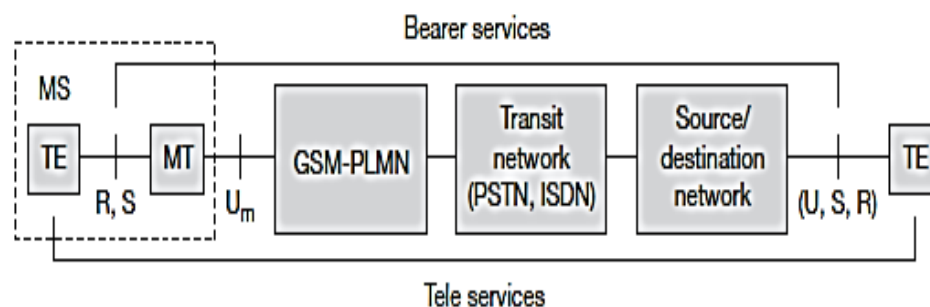 Bearer services
MS
TE
MT
GSM-PLMN
Transit
network
(PSTN, ISDN)
Source/
destination
network
TE
R, S
Um
(U, S, R)
Tele services